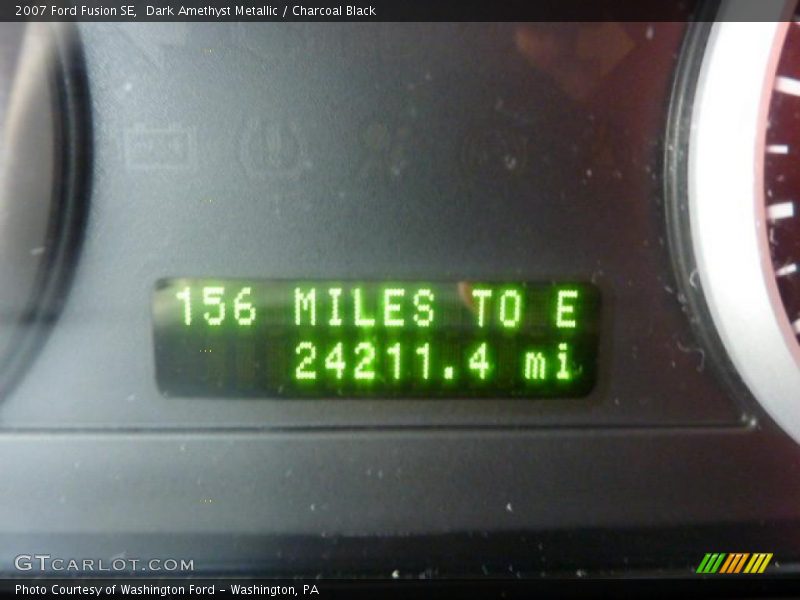 2007 Ford Fusion SE,  Dark Amethyst Metallic / Charcoal Black
156 MILES TO E
24211.4 mi
GTCARLOT.COM
Photo Courtesy of Washington Ford - Washington, PA